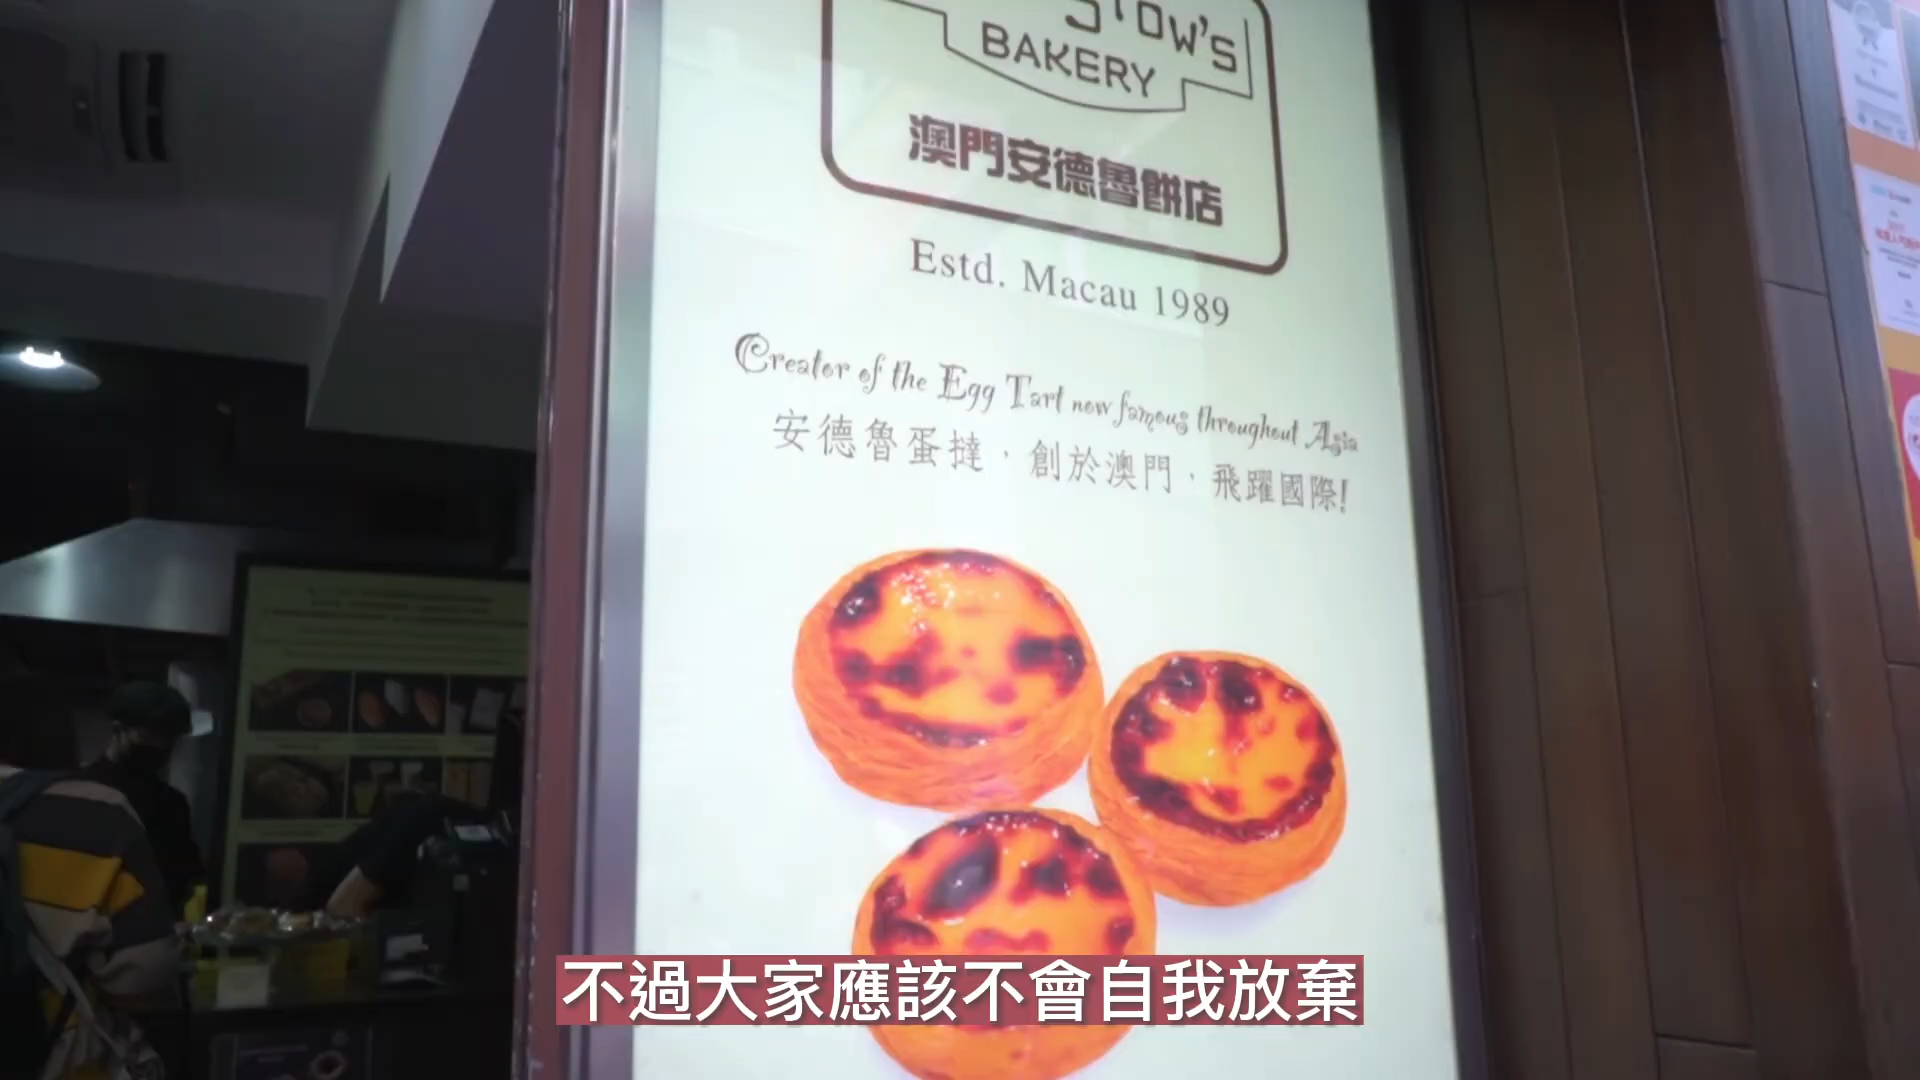 STOW'S
BAKERY
澳門安德魯餅店
Estd. Macau 1989
Creator of the Egg Tart now famous throughout Asia
安德魯蛋撻，創於澳門，飛躍國際!
不過大家應該不會自我放棄